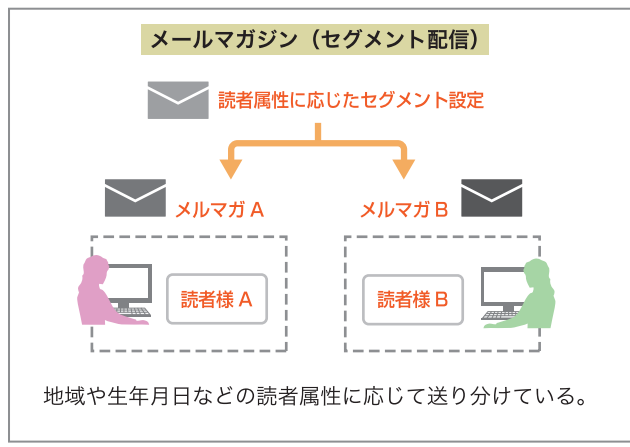 メールマガジン（セグメント配信）
読者属性に応じたセグメント設定
メルマガ A
メルマガ B
読者様 A
読者様 B
地域や生年月日などの読者属性に応じて送り分けている。